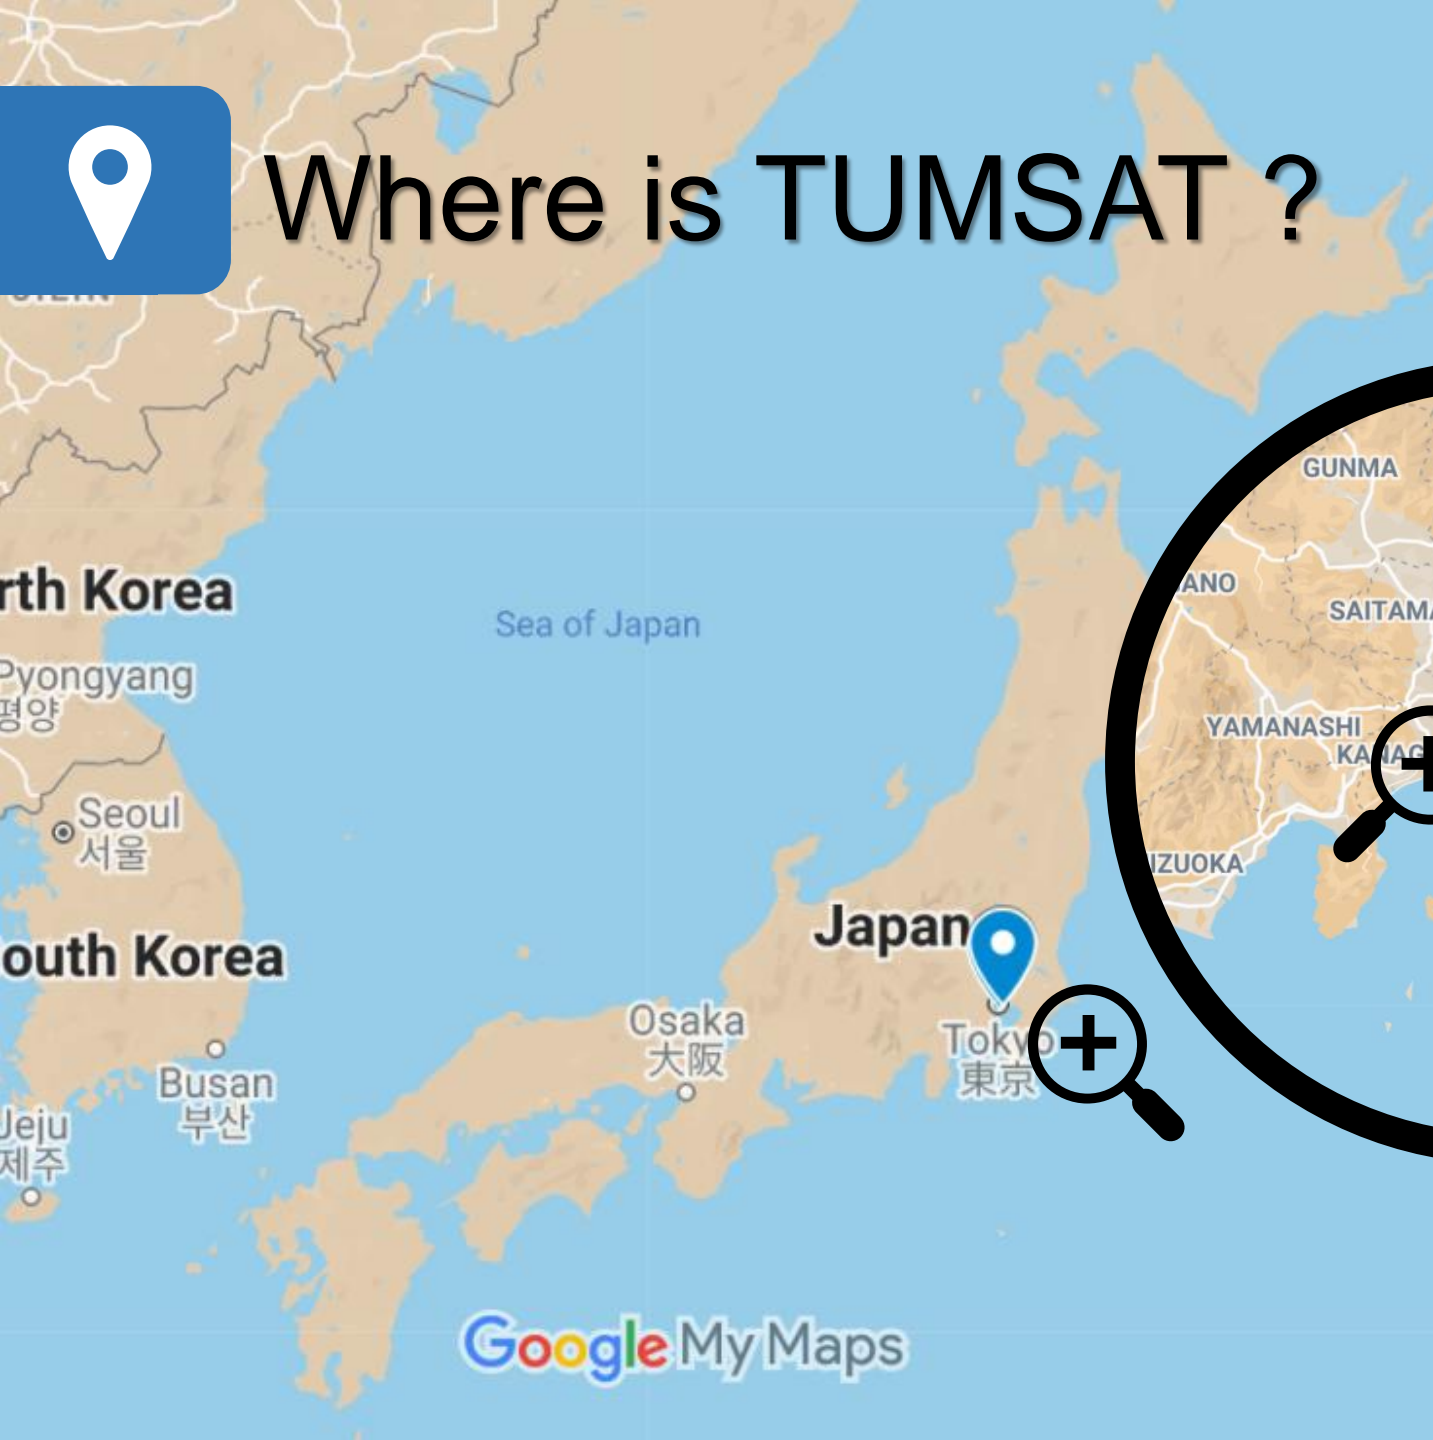 Where is TUMSAT ?
rth Korea
Sea of Japan
Pyongyang
평양
Seoul
서울
outh Korea
Busan
부산
Jeju
제주
Japan
Osaka
大阪
Tokyo
東京
GUNMA
ANO
SAITAMA
YAMANASHI
KANAG
IZUOKA
Google My Maps